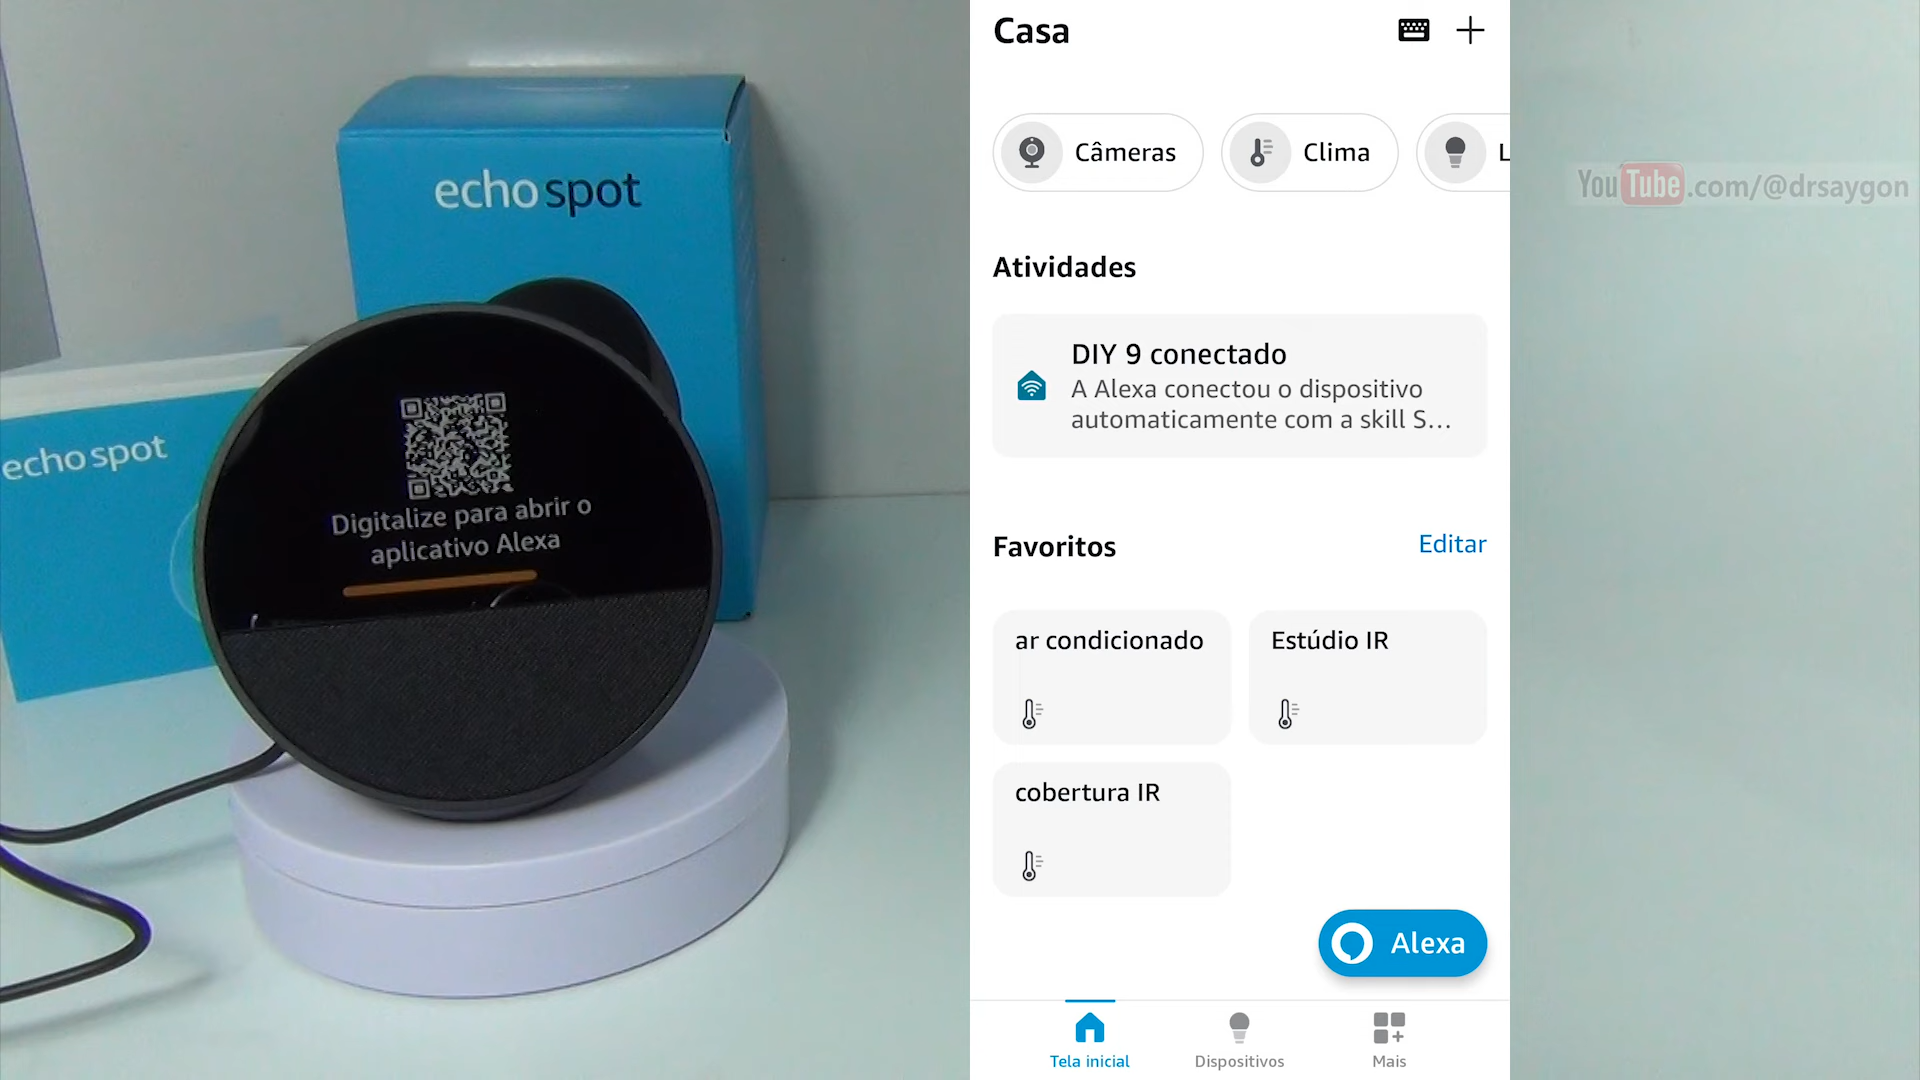 echo spot
echo spot
Digitalize para abrir o
aplicativo Alexa
Casa
Câmeras
Clima
L
Atividades
DIY 9 conectado
A Alexa conectou o dispositivo
automaticamente com a skill S...
Favoritos
Editar
ar condicionado
Estúdio IR
cobertura IR
Alexa
Tela inicial
Dispositivos
Mais
YouTube.com/@drsaygon